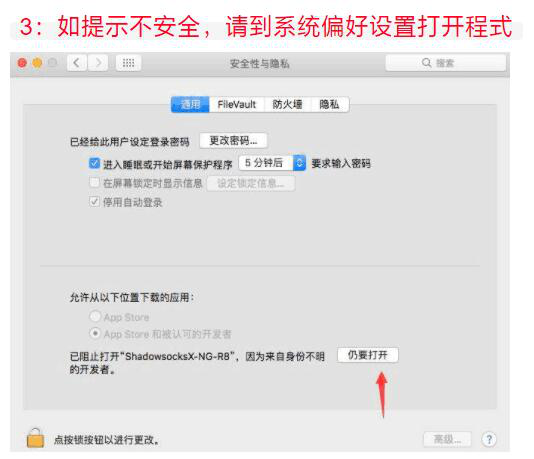 3：如提示不安全，请到系统偏好设置打开程式
安全性与隐私
搜索
通用 FileVault 防火墙 隐私
已经给此用户设定登录密码 更改密码...
进入睡眠或开始屏幕保护程序 5 分钟后 要求输入密码
在屏幕锁定时显示信息 设定锁定信息...
停用自动登录
允许从以下位置下载的应用：
App Store
App Store 和被认可的开发者
已阻止打开“ShadowsocksX-NG-R8”，因为来自身份不明 仍要打开
的开发者。
点按锁按钮以进行更改。
高级... ?